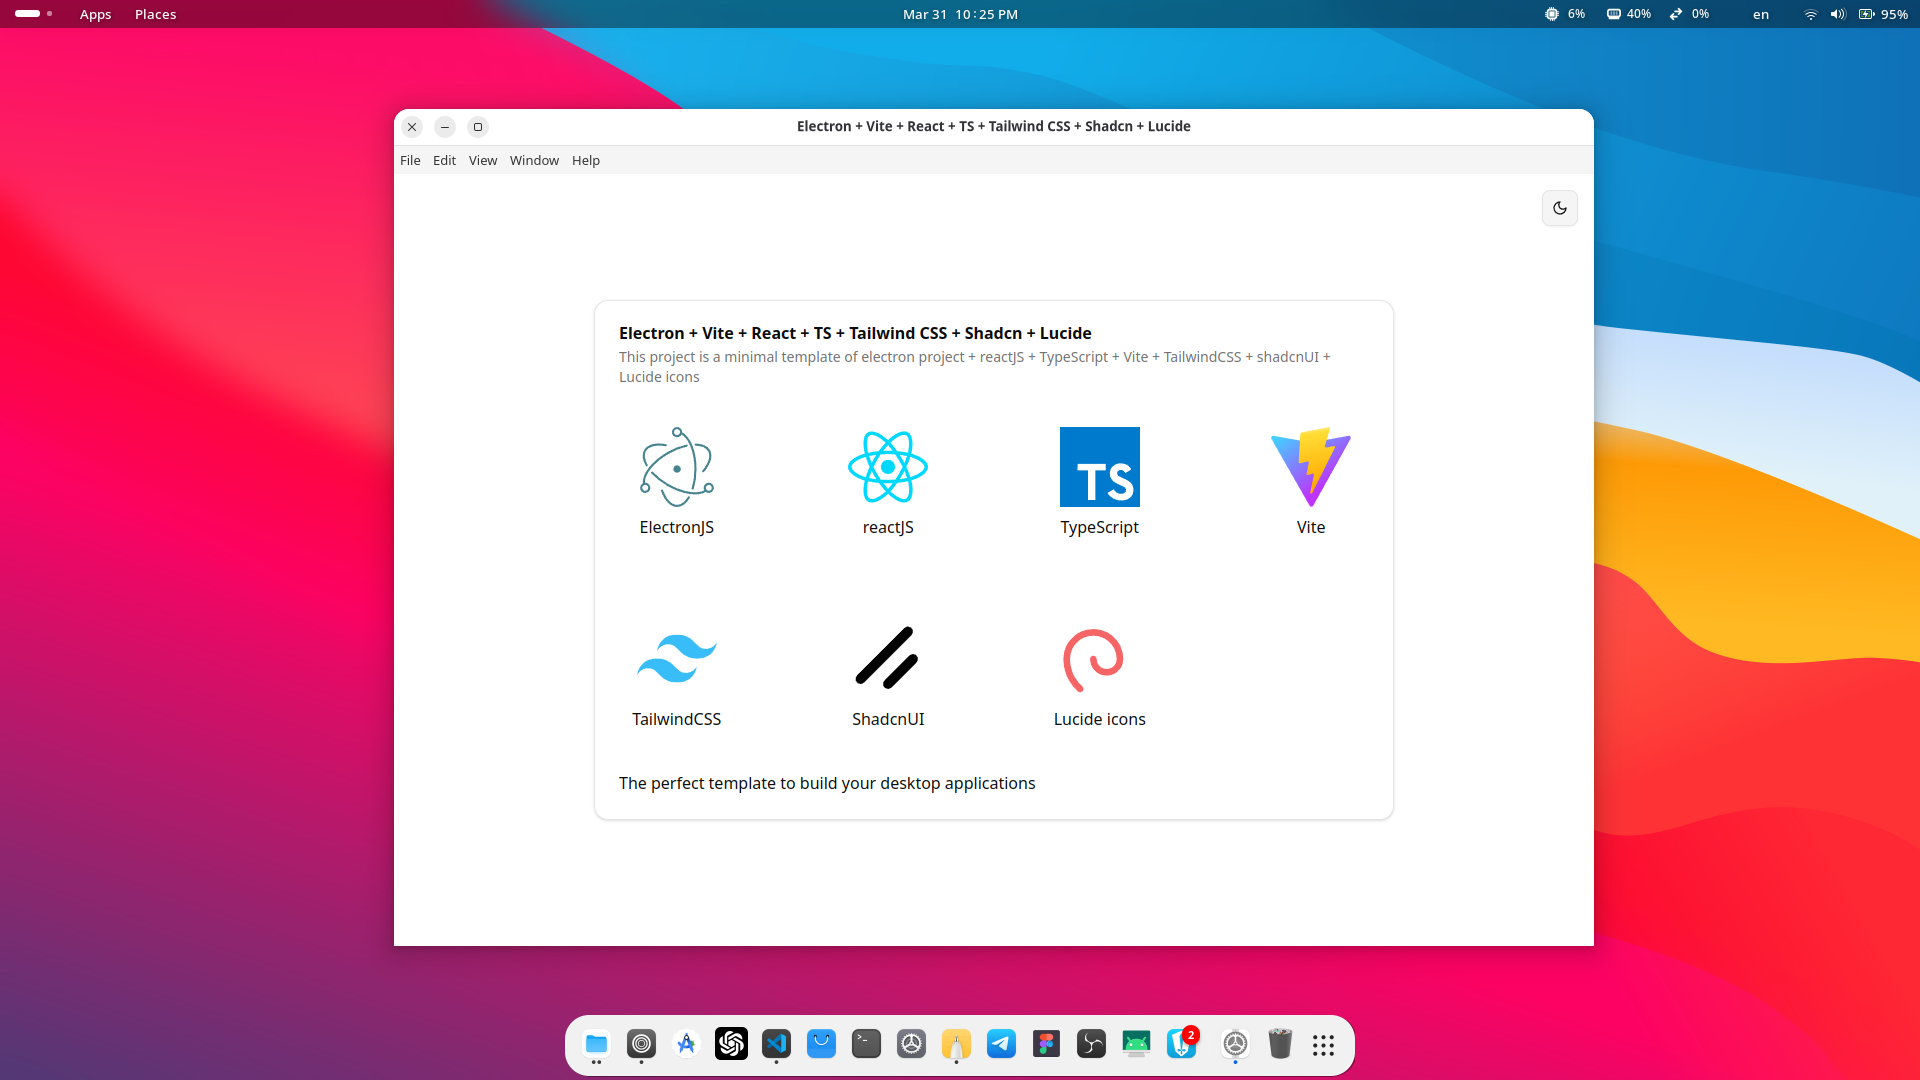 Apps Places Mar 31 10:25 PM 6% 40% 0% en 95%
Electron + Vite + React + TS + Tailwind CSS + Shadcn + Lucide
File Edit View Window Help
Electron + Vite + React + TS + Tailwind CSS + Shadcn + Lucide
This project is a minimal template of electron project + reactJS + TypeScript + Vite + TailwindCSS + shadcnUI +
Lucide icons
TS
ElectronJS reactJS TypeScript Vite
TailwindCSS ShadcnUI Lucide icons
The perfect template to build your desktop applications
>_
2